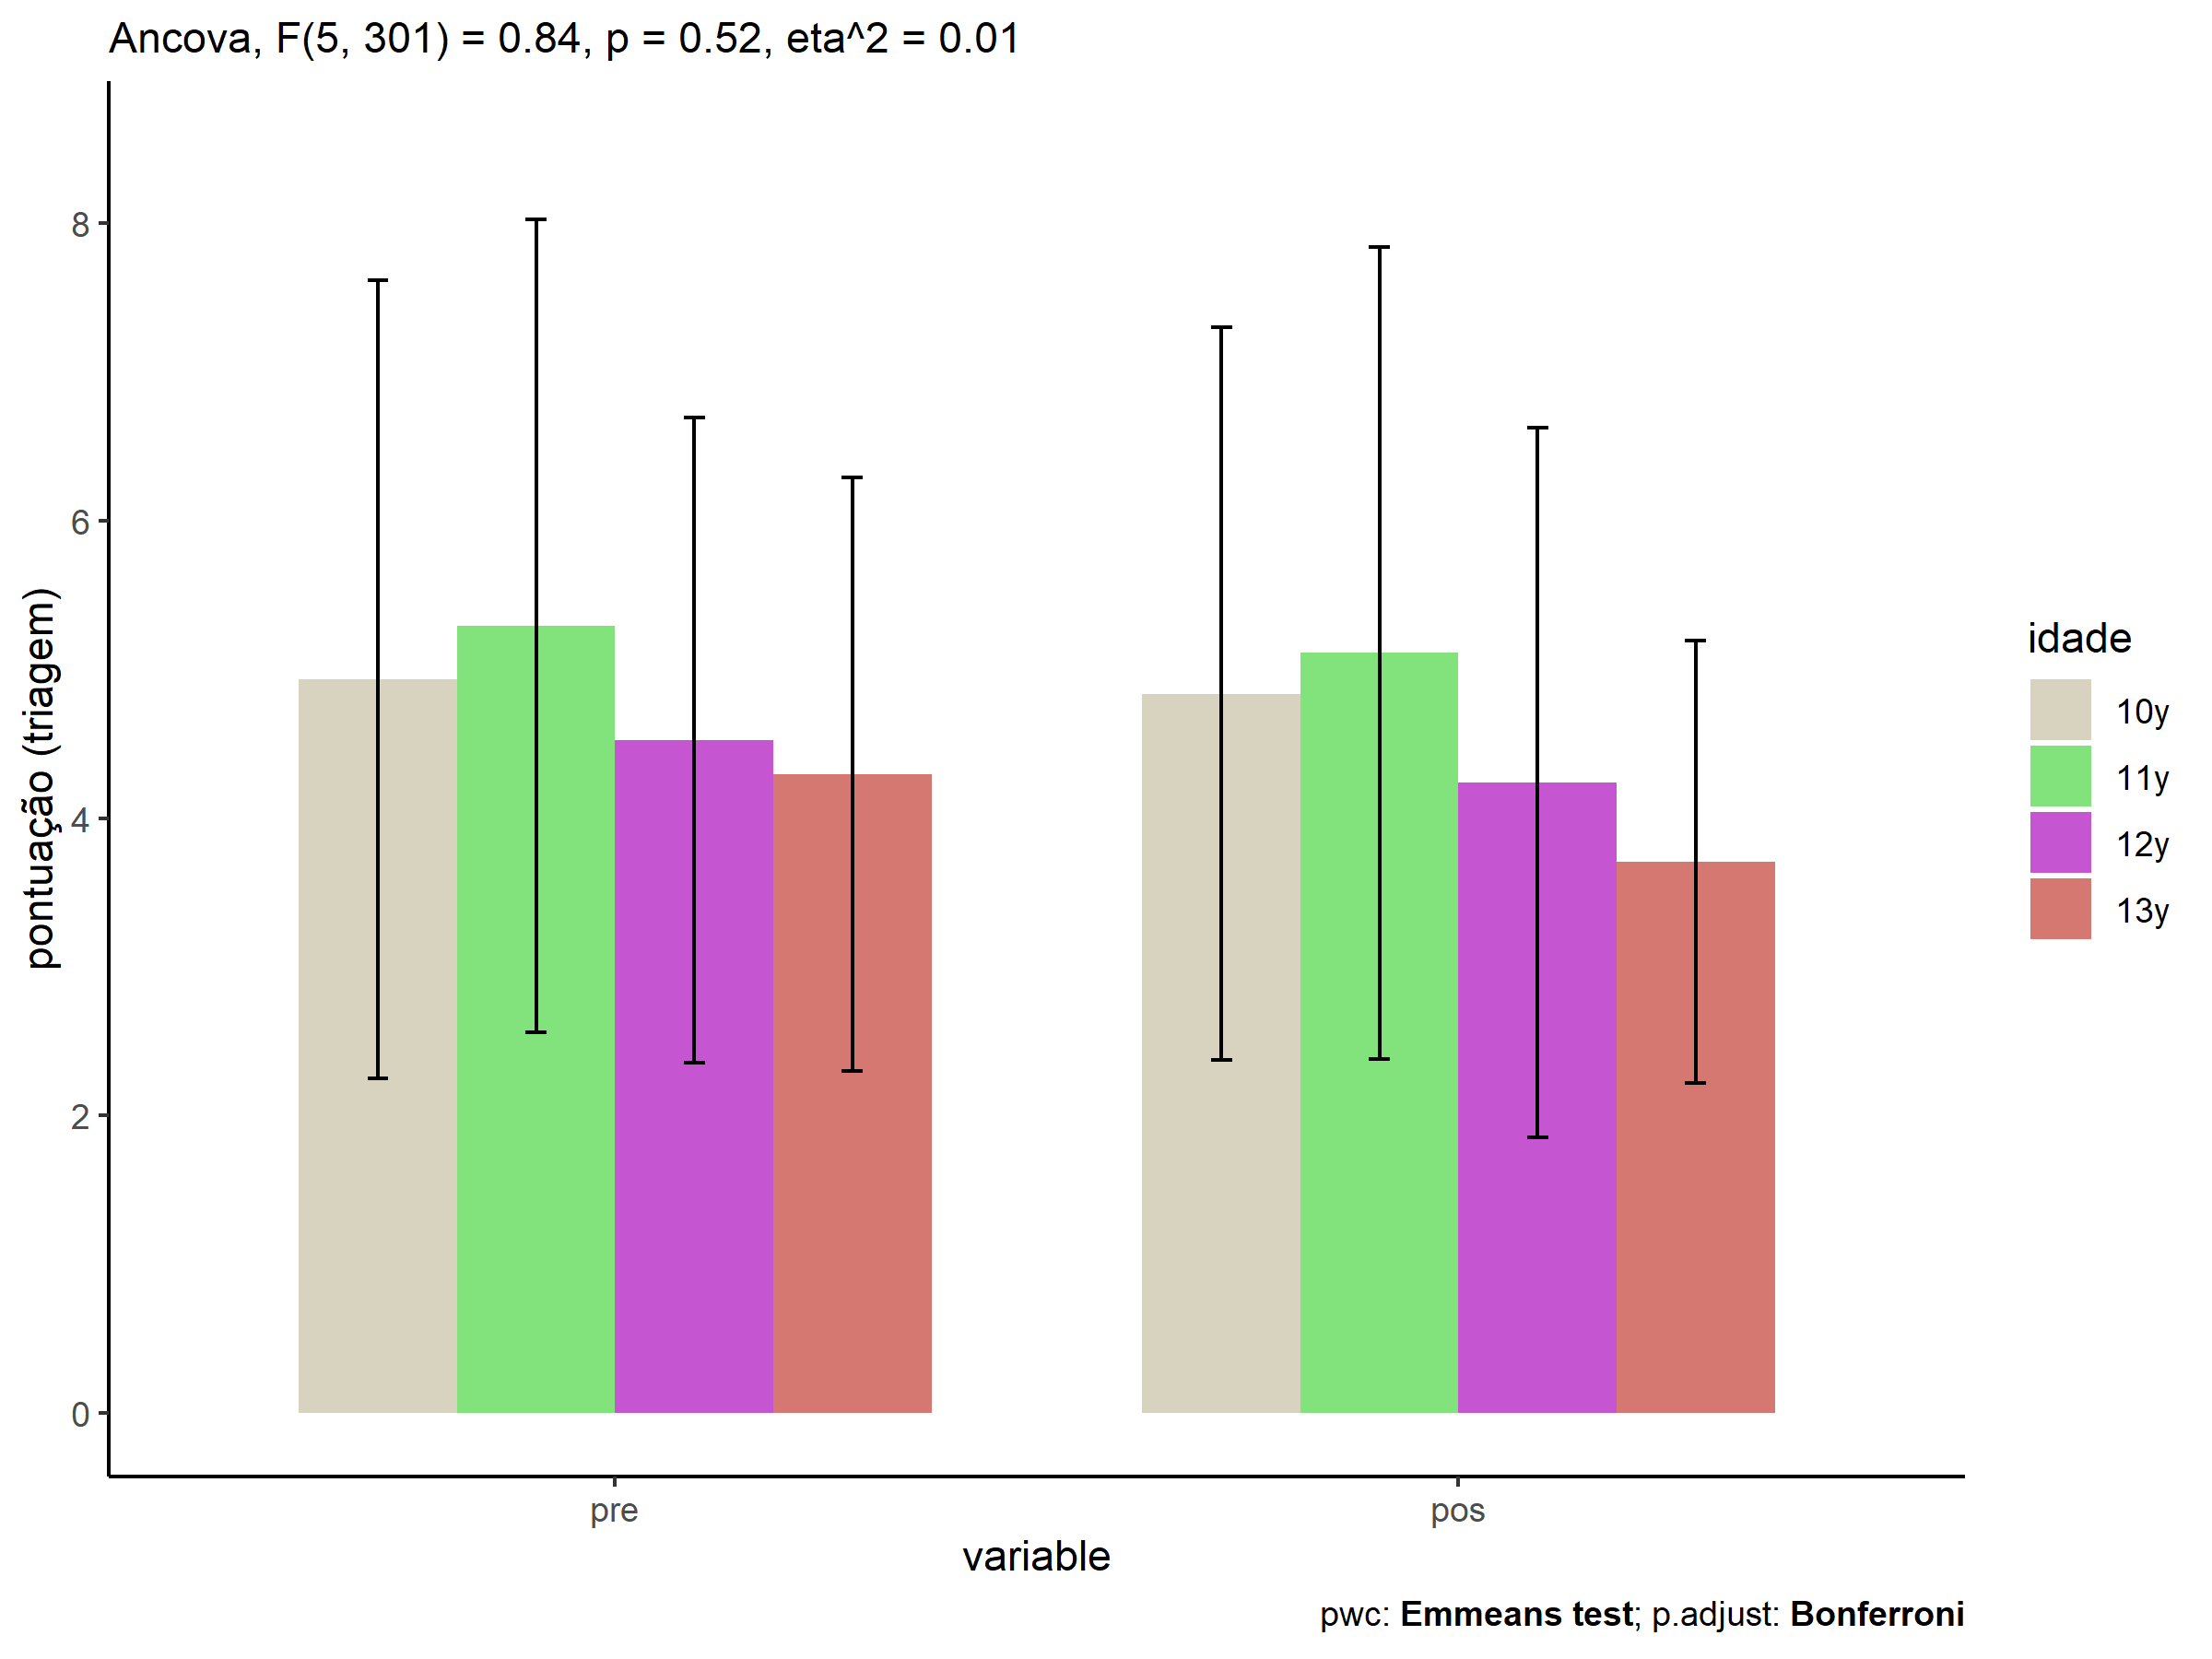 Ancova, F(5, 301) = 0.84, p = 0.52, eta^2 = 0.01
pontuação (triagem)
8
6
4
2
0
pre
pos
variable
idade
10y
11y
12y
13y
pwc: Emmeans test; p.adjust: Bonferroni